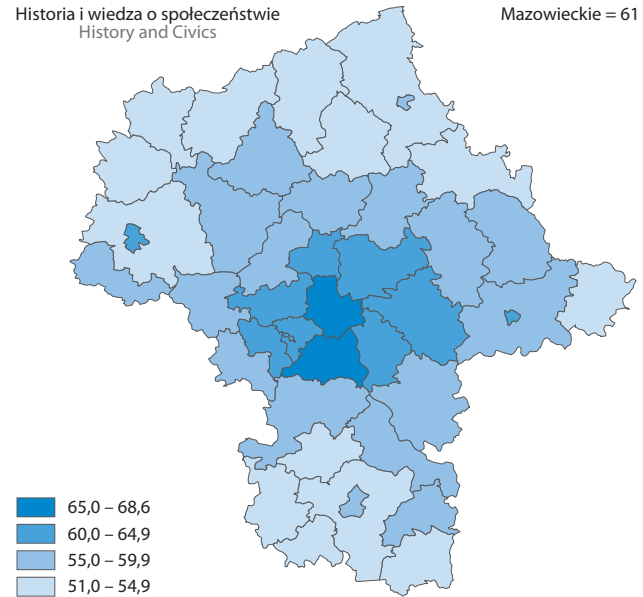 Historia i wiedza o społeczeństwie
History and Civics
Mazowieckie = 61
65,0 – 68,6
60,0 – 64,9
55,0 – 59,9
51,0 – 54,9